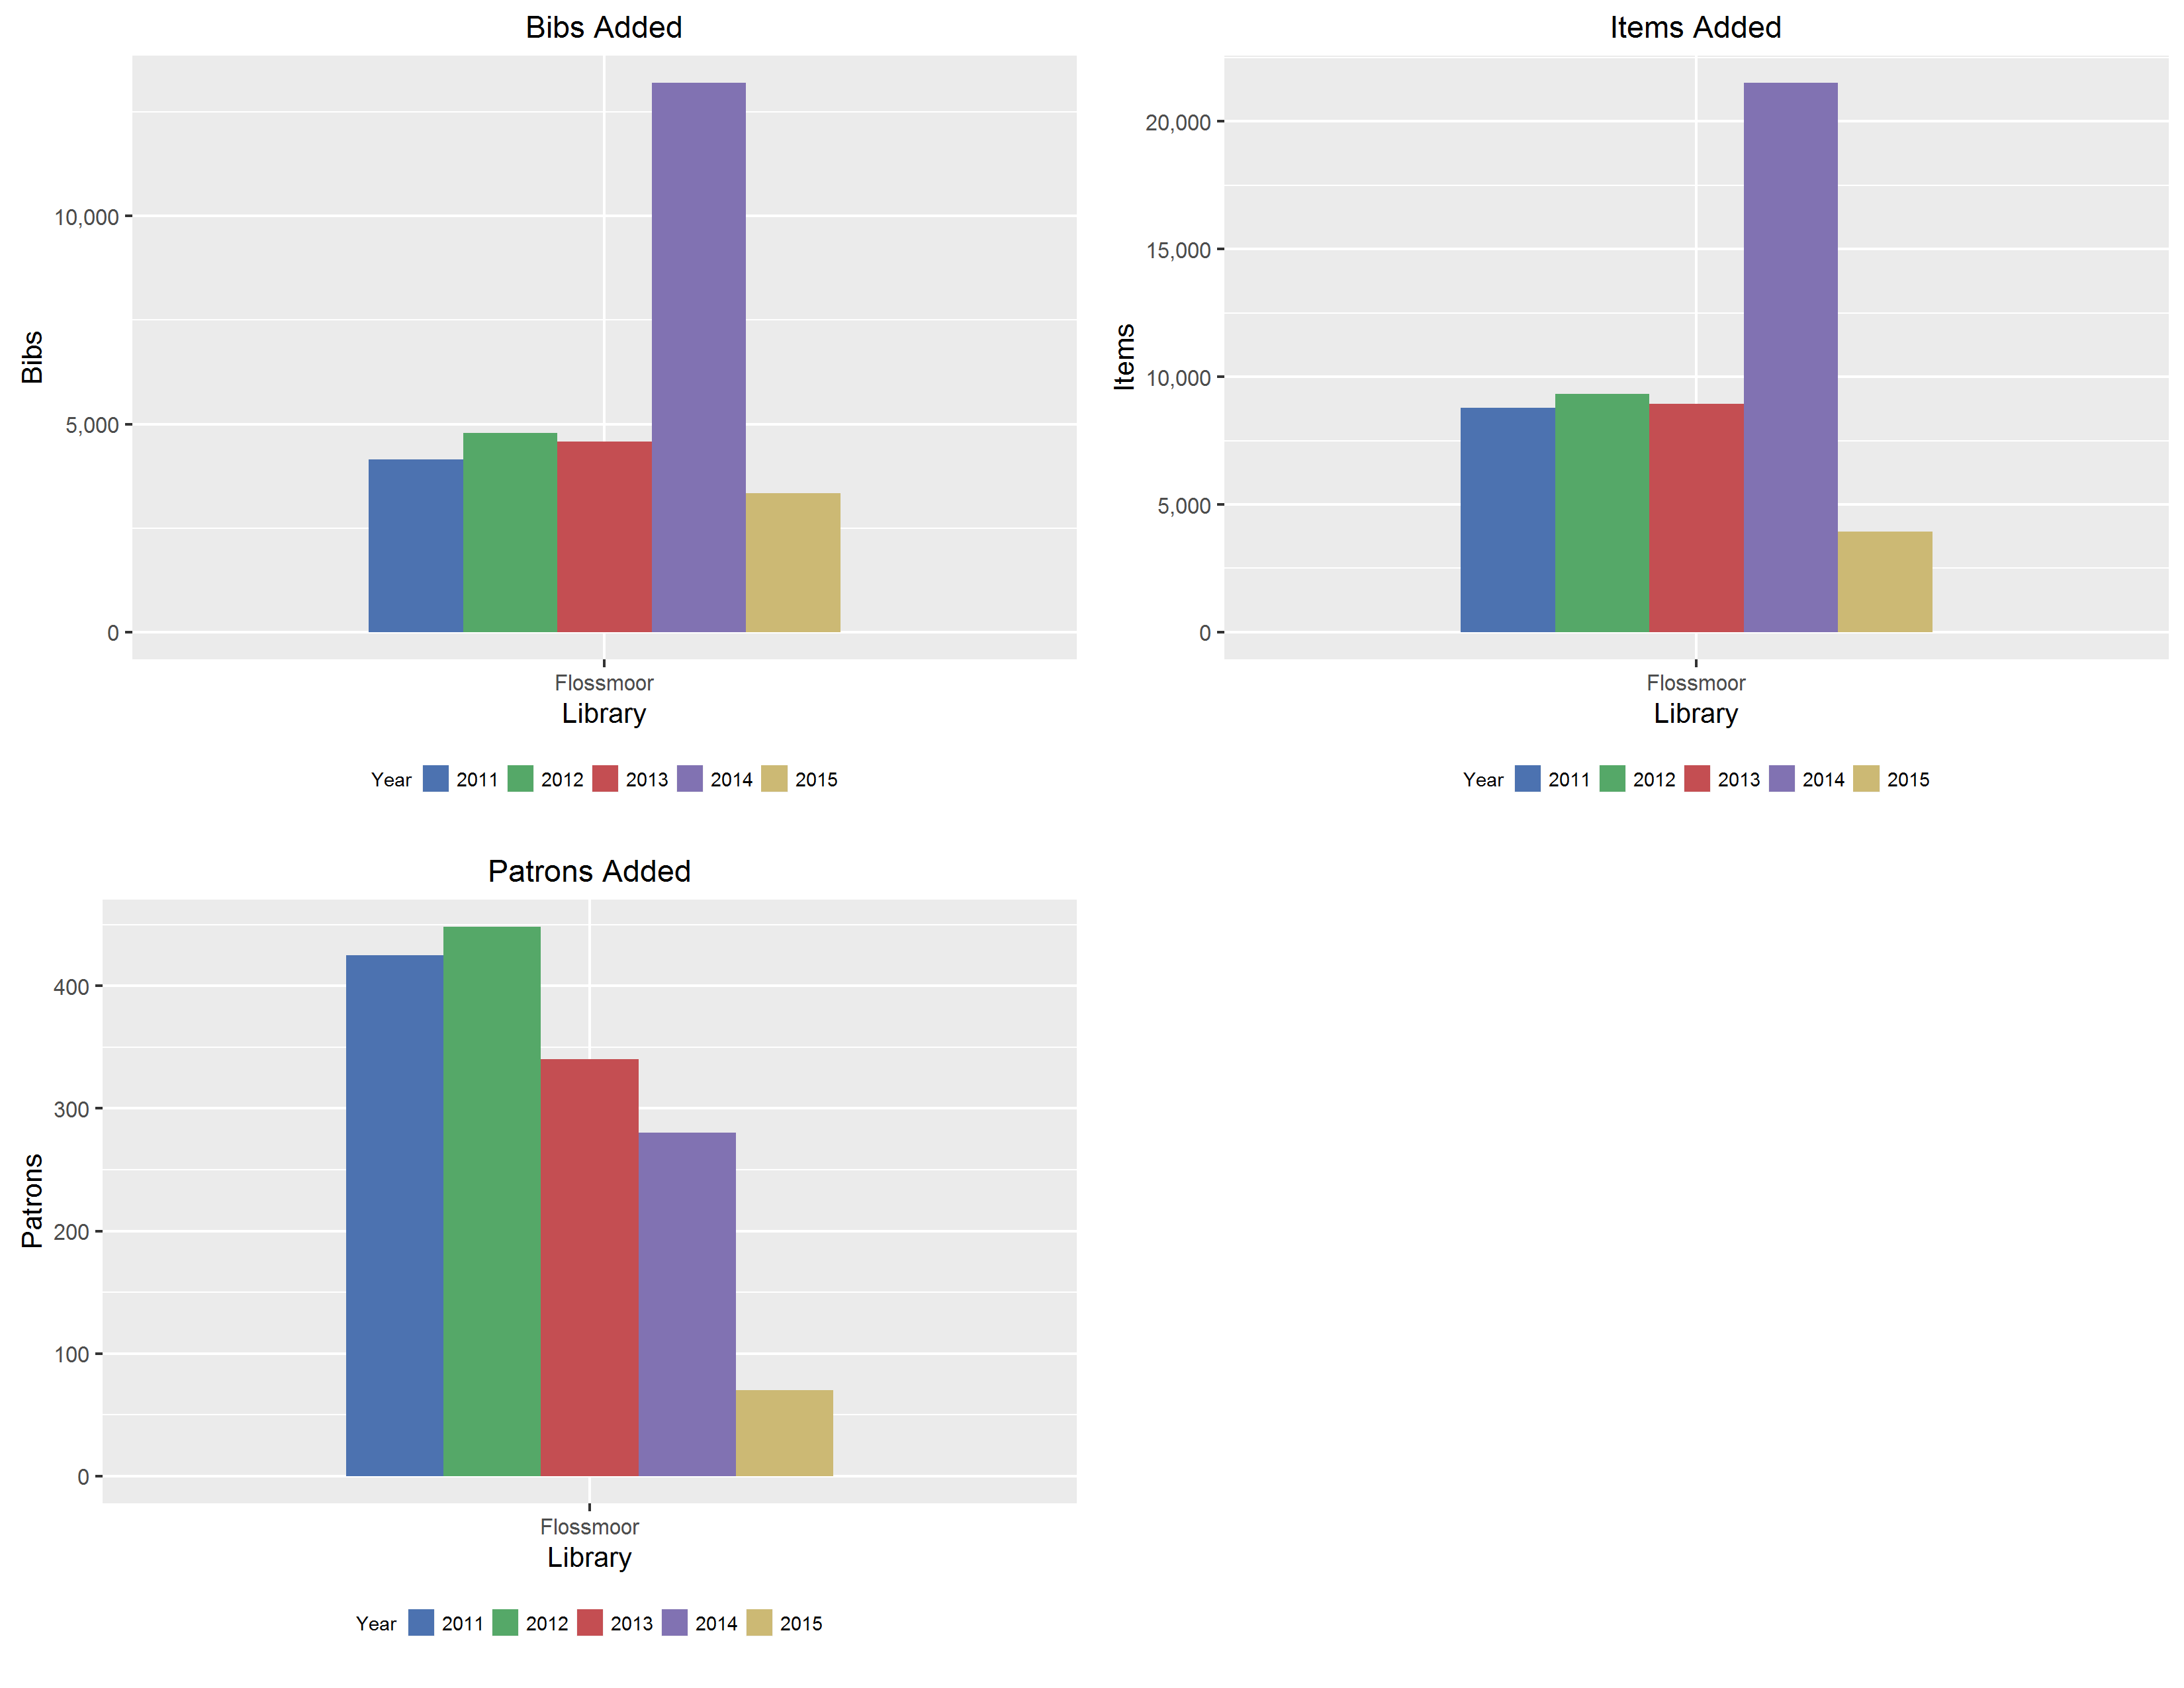 Bibs Added
10,000
5,000
0
Bibs
Flossmoor
Library
Year 2011 2012 2013 2014 2015
Items Added
20,000
15,000
10,000
5,000
0
Items
Flossmoor
Library
Year 2011 2012 2013 2014 2015
Patrons Added
400
300
200
100
0
Patrons
Flossmoor
Library
Year 2011 2012 2013 2014 2015